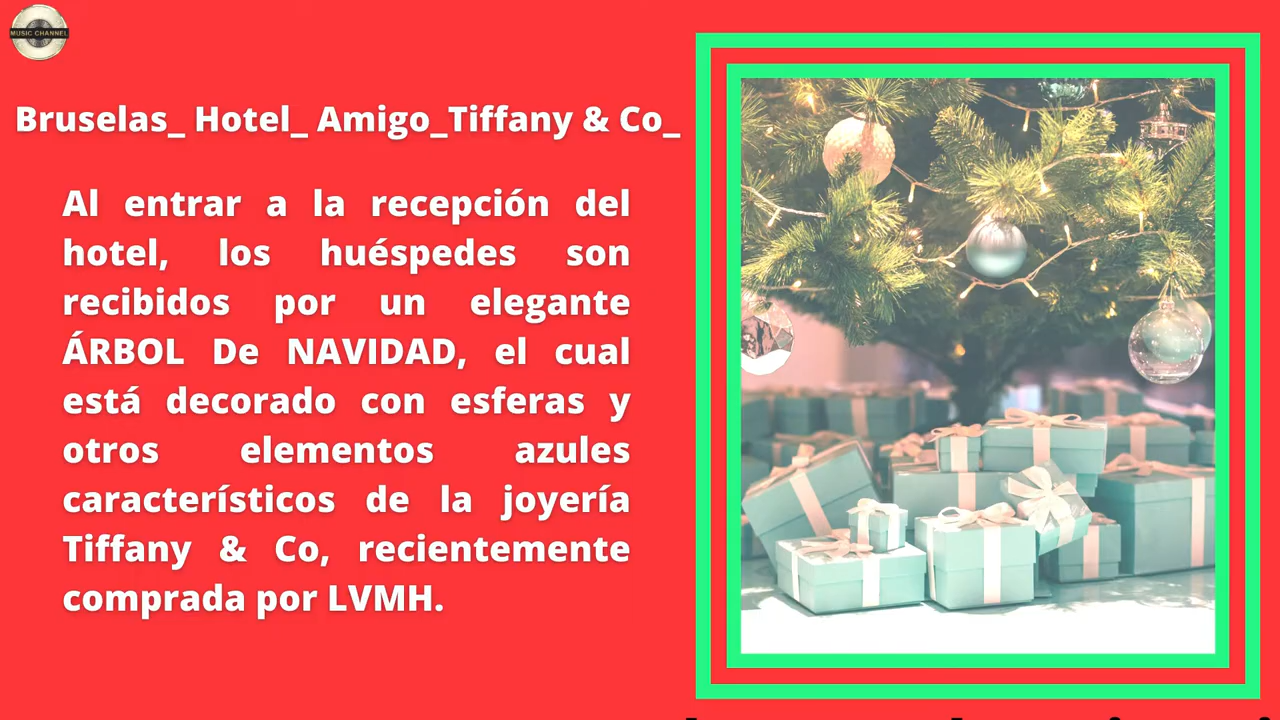 MUSIC CHANNEL
Bruselas_ Hotel_ Amigo_Tiffany & Co_
Al entrar a la recepción del
hotel, los huéspedes son
recibidos por un elegante
ÁRBOL De NAVIDAD, el cual
está decorado con esferas y
otros elementos azules
característicos de la joyería
Tiffany & Co, recientemente
comprada por LVMH.